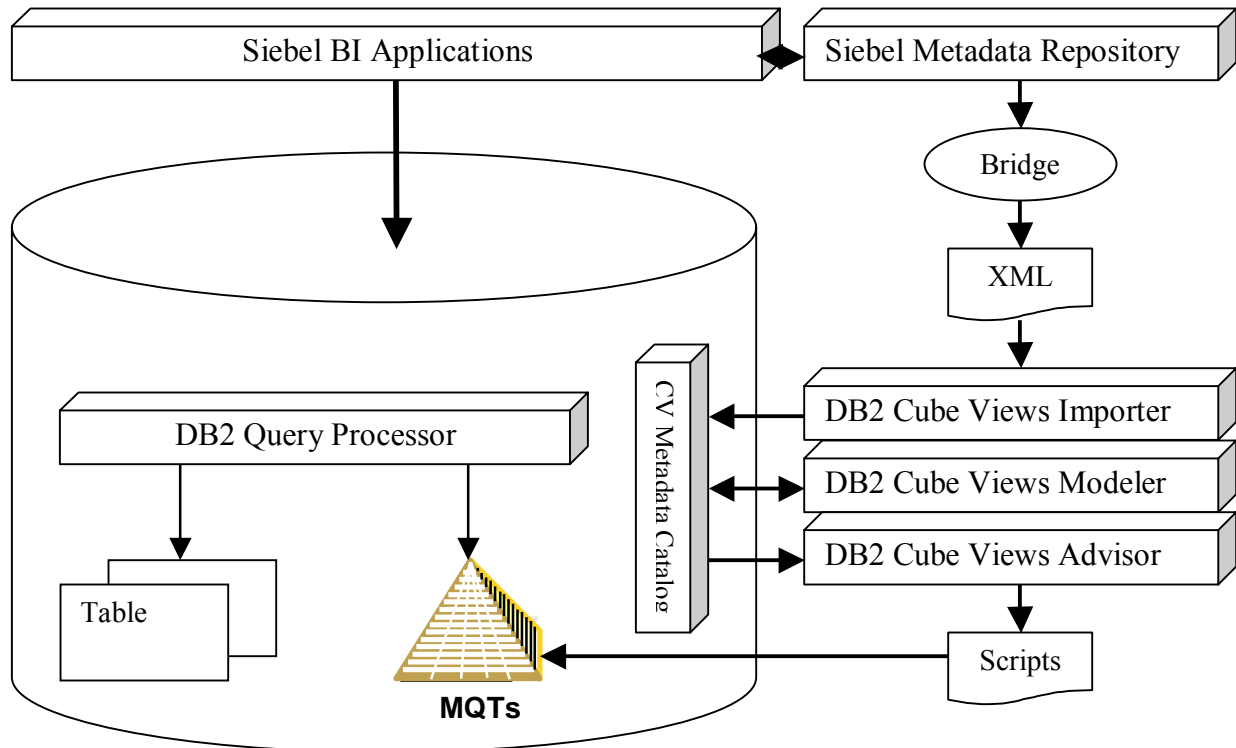 Siebel BI Applications
Siebel Metadata Repository
Bridge
XML
CV Metadata Catalog
DB2 Cube Views Importer
DB2 Query Processor
DB2 Cube Views Modeler
DB2 Cube Views Advisor
Table
Scripts
MQTs